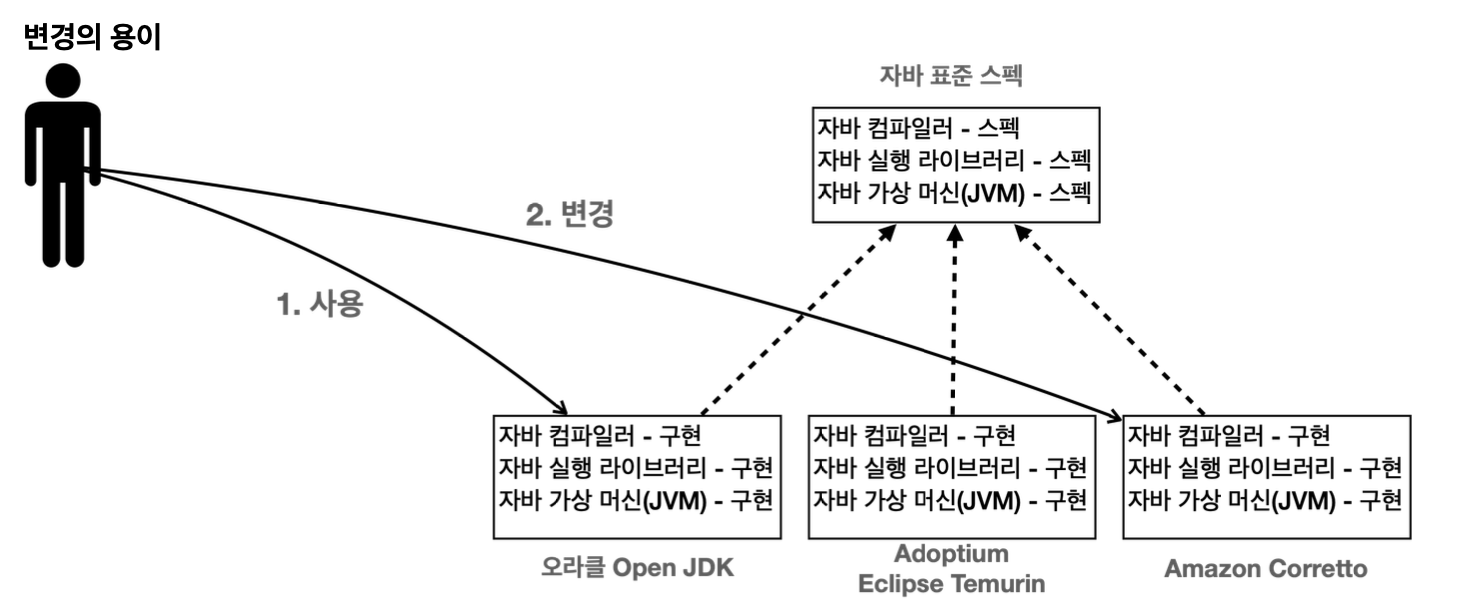 변경의 용이
자바 표준 스펙
자바 컴파일러 - 스펙
자바 실행 라이브러리 - 스펙
자바 가상 머신(JVM) - 스펙
2. 변경
1. 사용
자바 컴파일러 - 구현
자바 실행 라이브러리 - 구현
자바 가상 머신(JVM) - 구현
오라클 Open JDK
자바 컴파일러 - 구현
자바 실행 라이브러리 - 구현
자바 가상 머신(JVM) - 구현
Adoptium
Eclipse Temurin
자바 컴파일러 - 구현
자바 실행 라이브러리 - 구현
자바 가상 머신(JVM) - 구현
Amazon Corretto